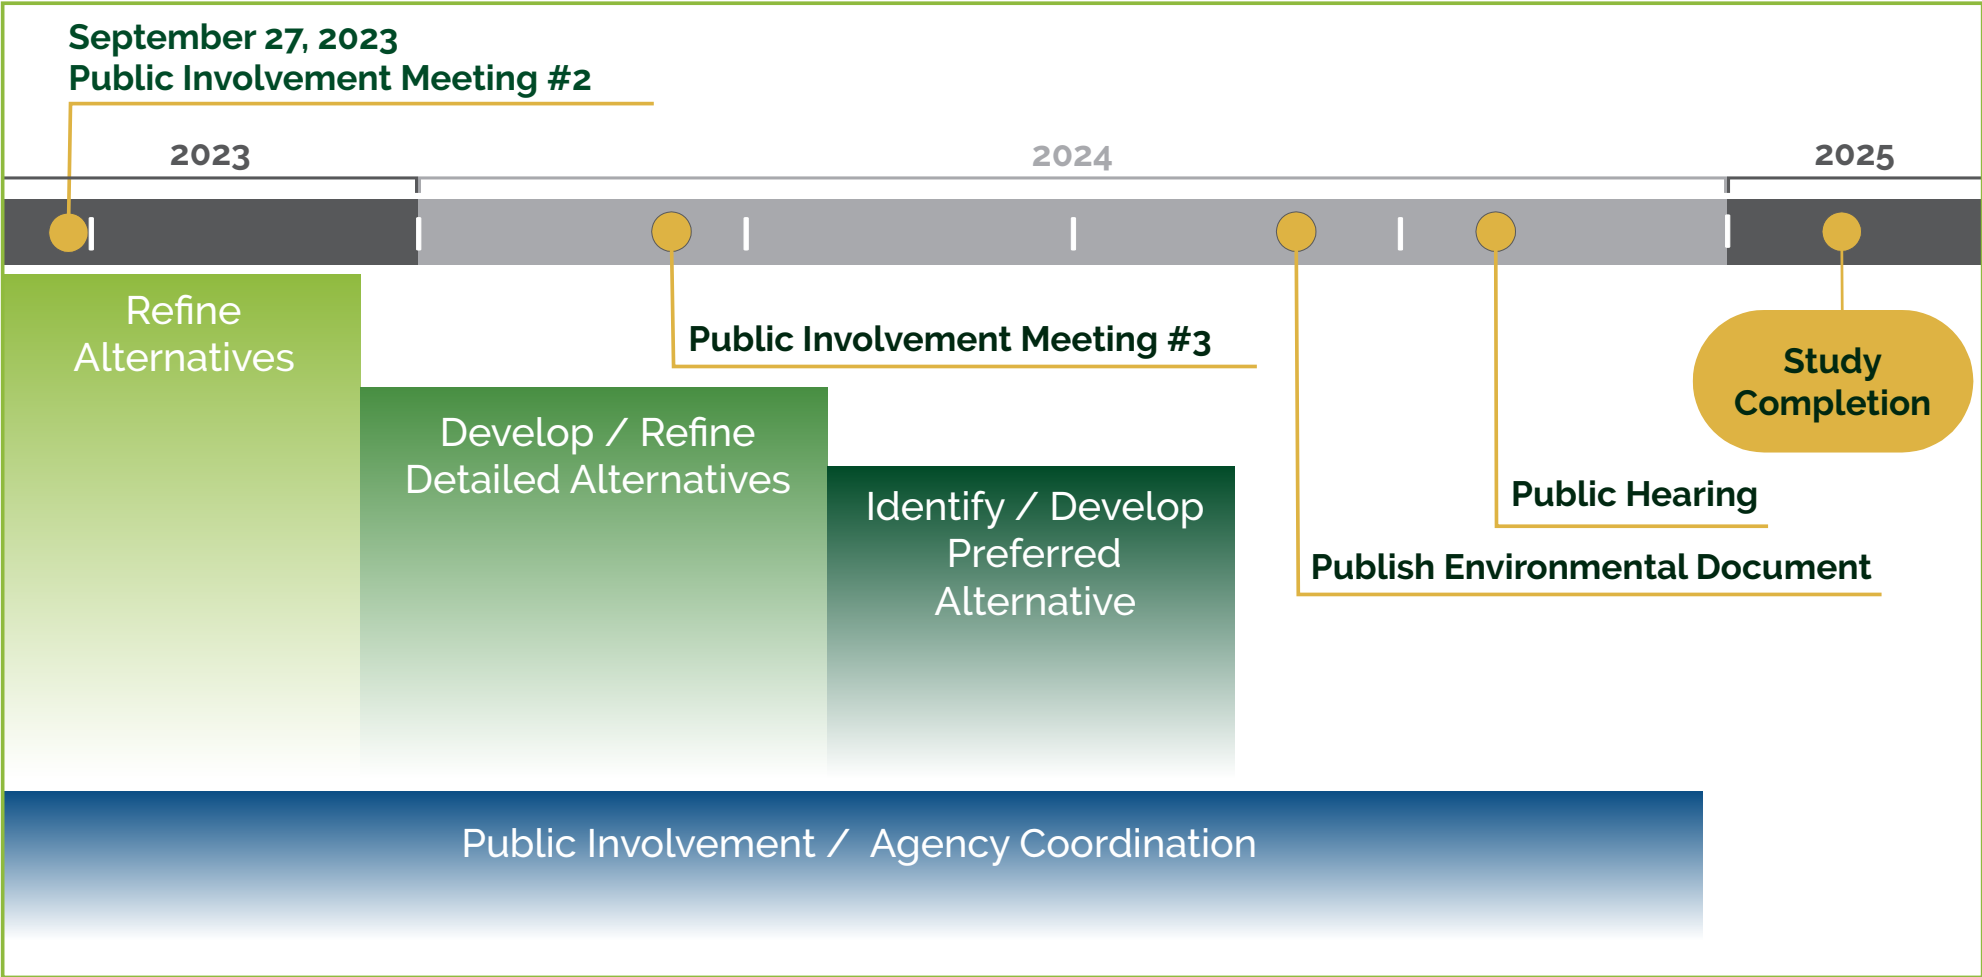 September 27, 2023
Public Involvement Meeting #2
2023
2024
2025
Refine
Alternatives
Public Involvement Meeting #3
Study
Completion
Develop / Refine
Detailed Alternatives
Identify / Develop
Preferred
Alternative
Public Hearing
Publish Environmental Document
Public Involvement / Agency Coordination